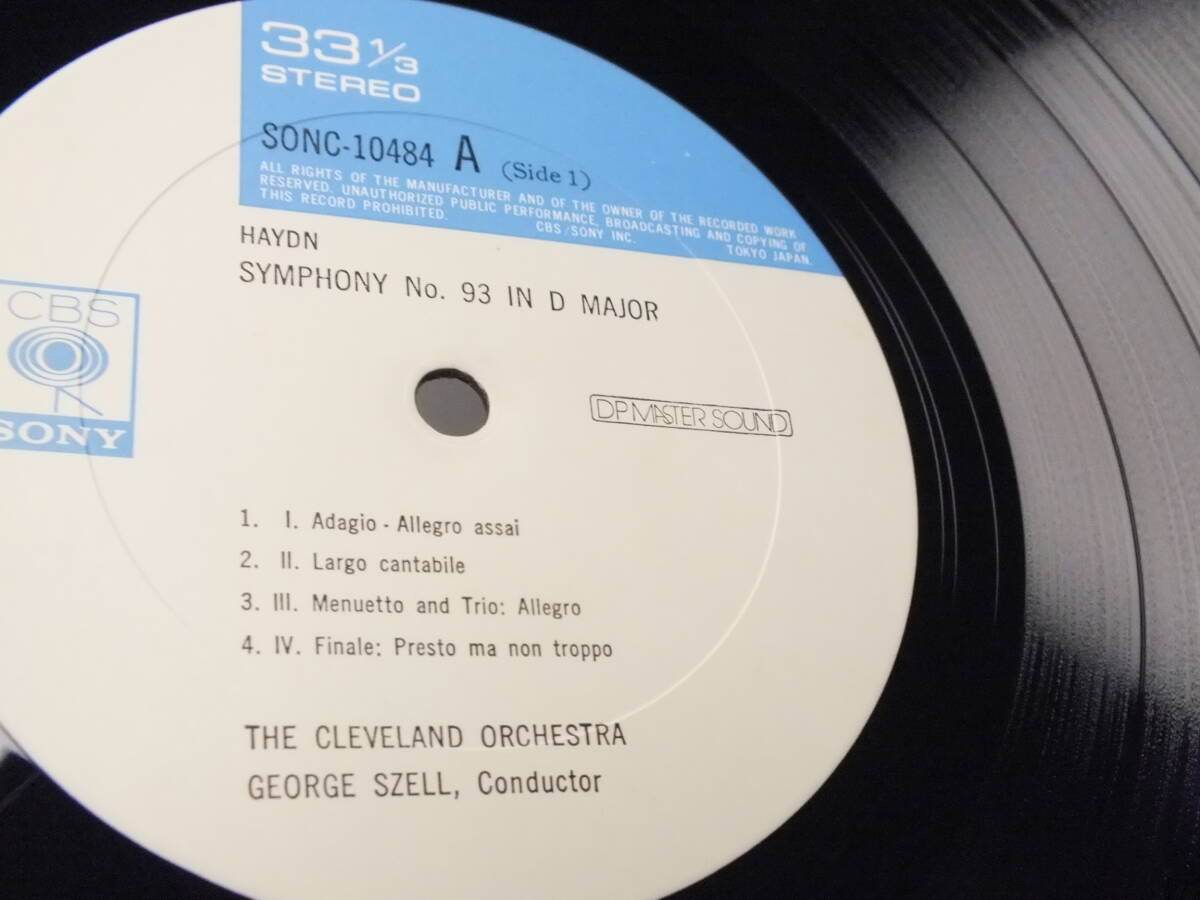 33 1/3
STEREO
SONC-10484 A (Side 1)
ALL RIGHTS OF THE MANUFACTURER AND OF THE OWNER OF THE RECORDED WORK
RESERVED. UNAUTHORIZED PUBLIC PERFORMANCE, BROADCASTING AND COPYING OF
THIS RECORD PROHIBITED. CBS/SONY INC. TOKYO JAPAN.
HAYDN
SYMPHONY No. 93 IN D MAJOR
CBS
SONY
DP MASTER SOUND
1. I. Adagio - Allegro assai
2. II. Largo cantabile
3. III. Menuetto and Trio: Allegro
4. IV. Finale: Presto ma non troppo
THE CLEVELAND ORCHESTRA
GEORGE SZELL, Conductor